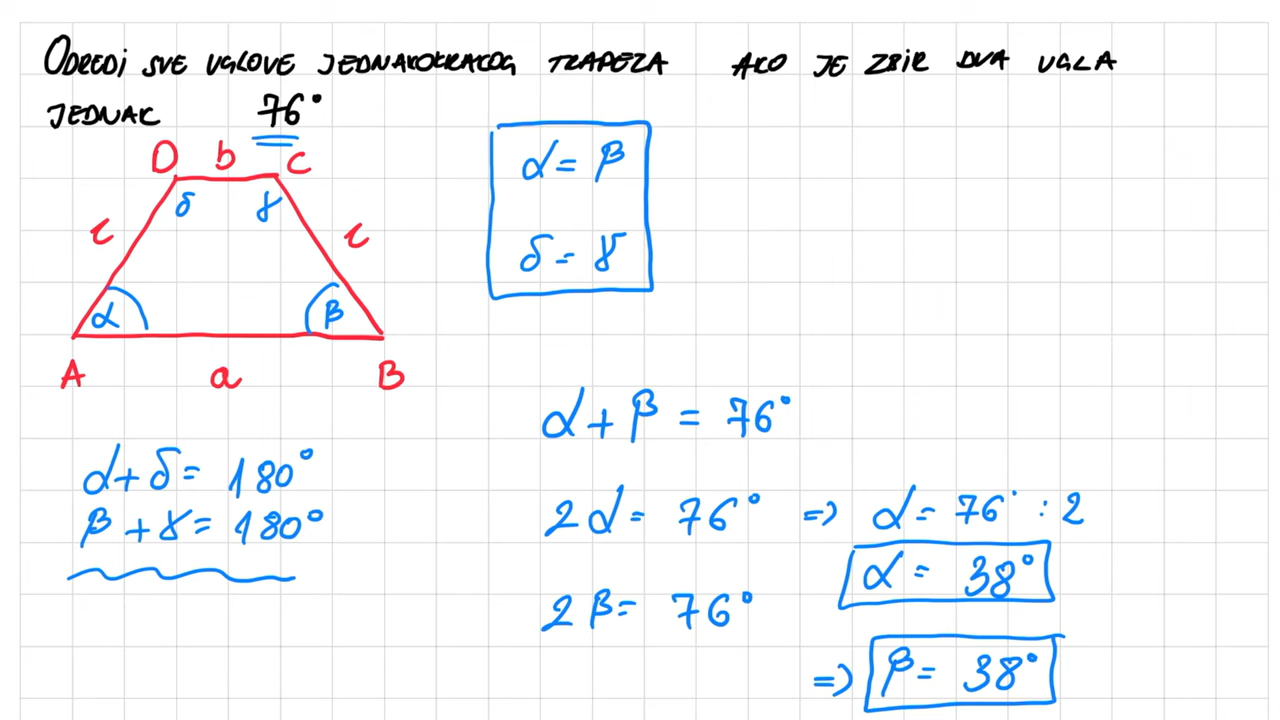 ODREDI SVE UGLOVE JEDNAKOKRAKOG TRAPEZA AKO JE ZBIR DVA UGLA
JEDNAK 76°
D b C
δ γ
c c
α β
A a B
α = β
δ = γ
α + δ = 180°
β + γ = 180°
α + β = 76°
2α = 76° => α = 76° : 2
α = 38°
2β = 76°
=> β = 38°